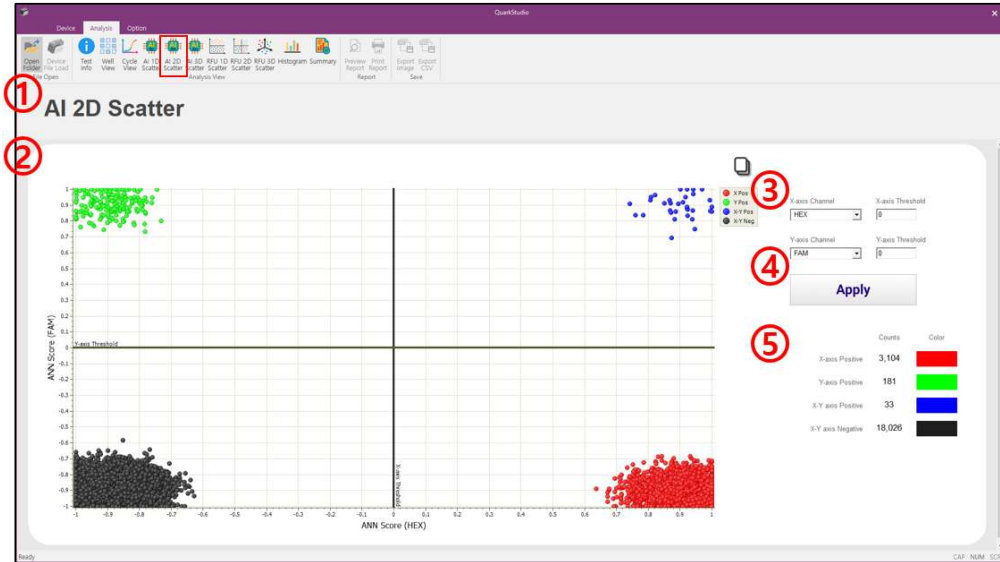 QuarkStudio
Device Analysis Option
Open Folder
Device File Load
Test Info
Well View
Cycle View
AI 1D Scatter
AI 2D Scatter
AI 3D Scatter
RFU 1D Scatter
RFU 2D Scatter
RFU 3D Scatter
Histogram
Summary
Preview Report
Print Report
Export Image
Export CSV
File Open
Analysis View
Report
Save
①
AI 2D Scatter
②
X Pos
Y Pos
X-Y Pos
X-Y Neg
③
X-axis Channel X-axis Threshold
HEX 0
Y-axis Channel Y-axis Threshold
④
FAM 0
Apply
⑤
Counts Color
X-axis Positive 3,104
Y-axis Positive 181
X-Y axis Positive 33
X-Y axis Negative 18,026
ANN Score (FAM)
1
0.9
0.8
0.7
0.6
0.5
0.4
0.3
0.2
0.1
0
-0.1
-0.2
-0.3
-0.4
-0.5
-0.6
-0.7
-0.8
-0.9
-1
Y-axis Threshold
X-axis Threshold
-1 -0.9 -0.8 -0.7 -0.6 -0.5 -0.4 -0.3 -0.2 -0.1 0 0.1 0.2 0.3 0.4 0.5 0.6 0.7 0.8 0.9 1
ANN Score (HEX)
Ready
CAP NUM SCR